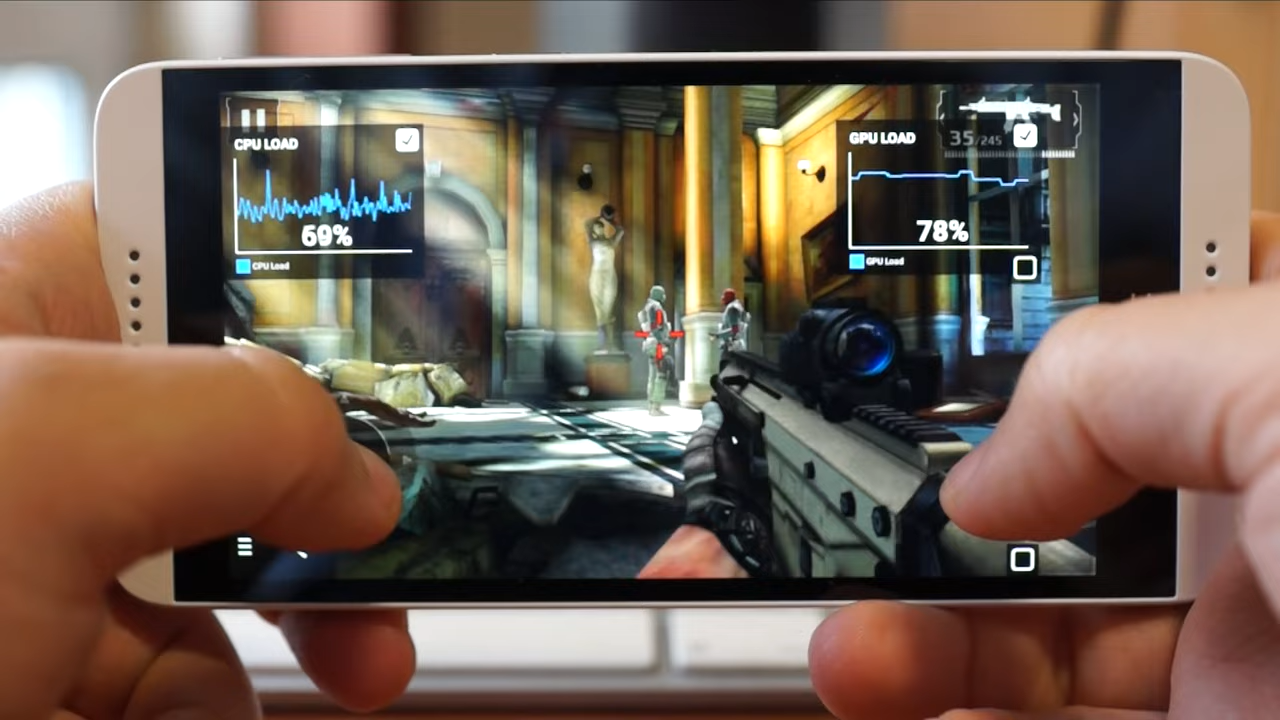 CPU LOAD
69%
CPU Load
GPU LOAD
35/245
78%
GPU Load